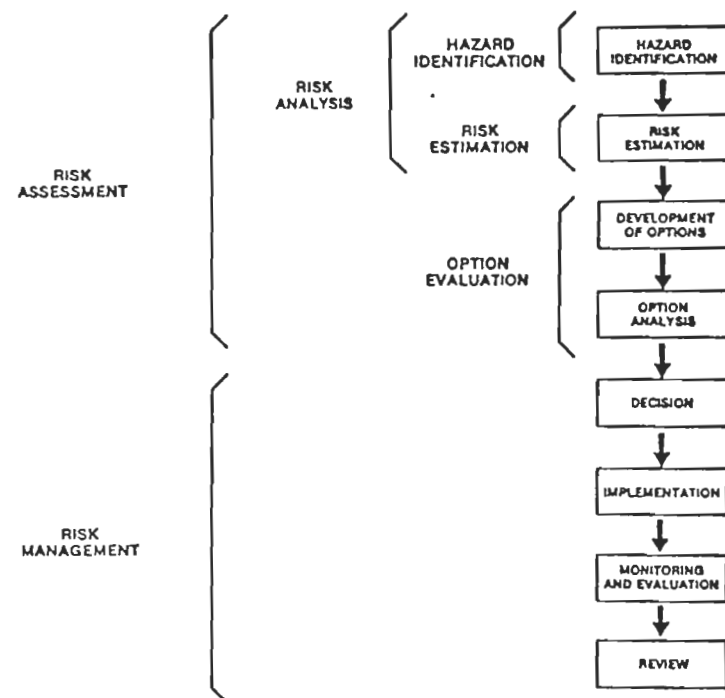 RISK
ASSESSMENT
RISK
ANALYSIS
HAZARD
IDENTIFICATION
RISK
ESTIMATION
OPTION
EVALUATION
RISK
MANAGEMENT
HAZARD
IDENTIFICATION
RISK
ESTIMATION
DEVELOPMENT
OF OPTIONS
OPTION
ANALYSIS
DECISION
IMPLEMENTATION
MONITORING
AND EVALUATION
REVIEW